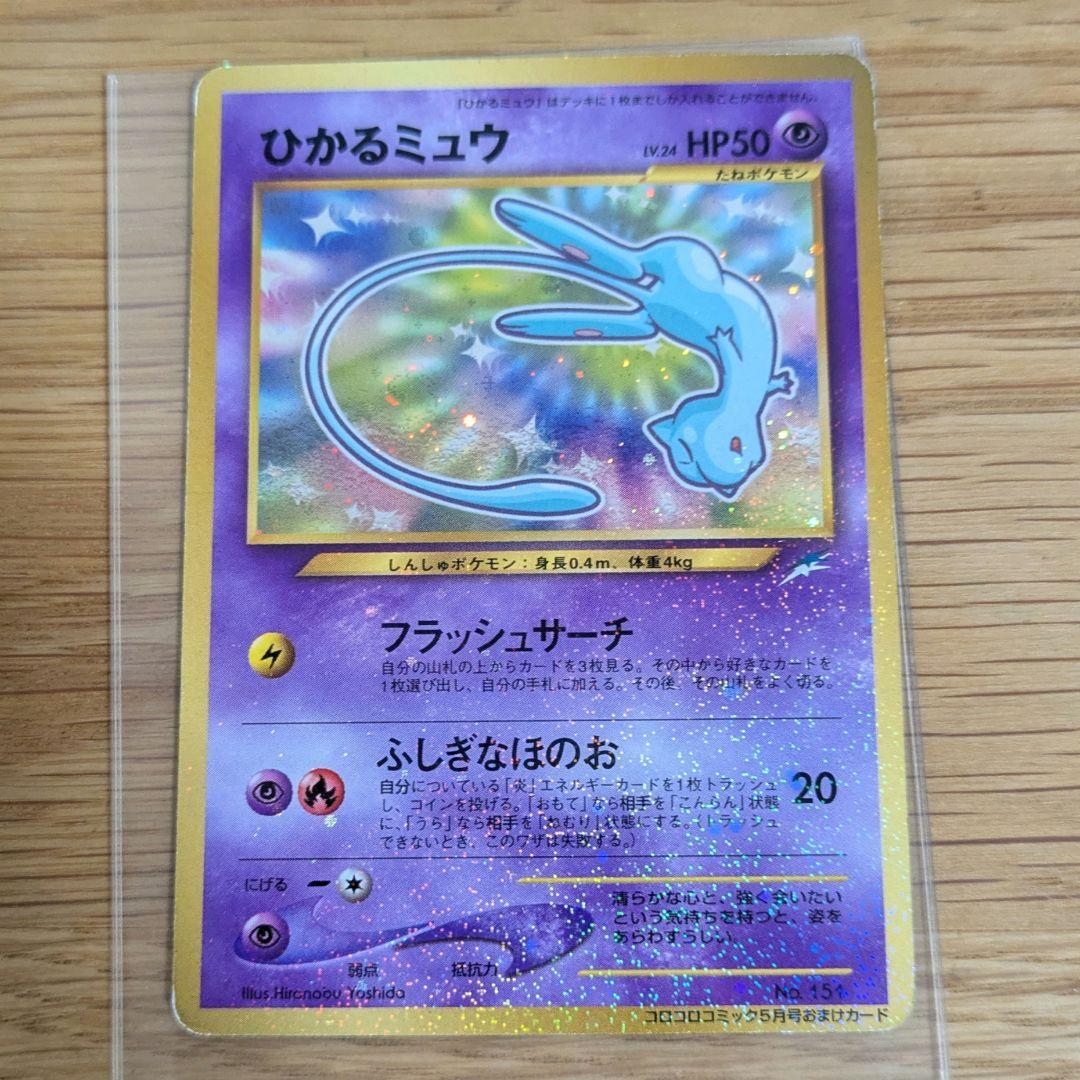 「ひかるミュウ」はデッキに1枚までしか入れることができません。
ひかるミュウ LV.24 HP50
たねポケモン
しんしゅポケモン：身長0.4m、体重4kg
フラッシュサーチ
自分の山札の上からカードを3枚見る。その中から好きなカードを
1枚選び出し、自分の手札に加える。その後、その山札をよく切る。
ふしぎなほのお 20
自分についている「炎」エネルギーカードを1枚トラッシュ
し、コインを投げる。「おもて」なら相手を「こんらん」状態
に、「うら」なら相手を「ねむり」状態にする。（トラッシュ
できないとき、このワザは失敗する。）
にげる
弱点 抵抗力
清らかな心と、強く会いたい
という気持ちを持つと、姿を
あらわすらしい。
Illus.Hironobu Yoshida
No. 151
コロコロコミック5月号おまけカード